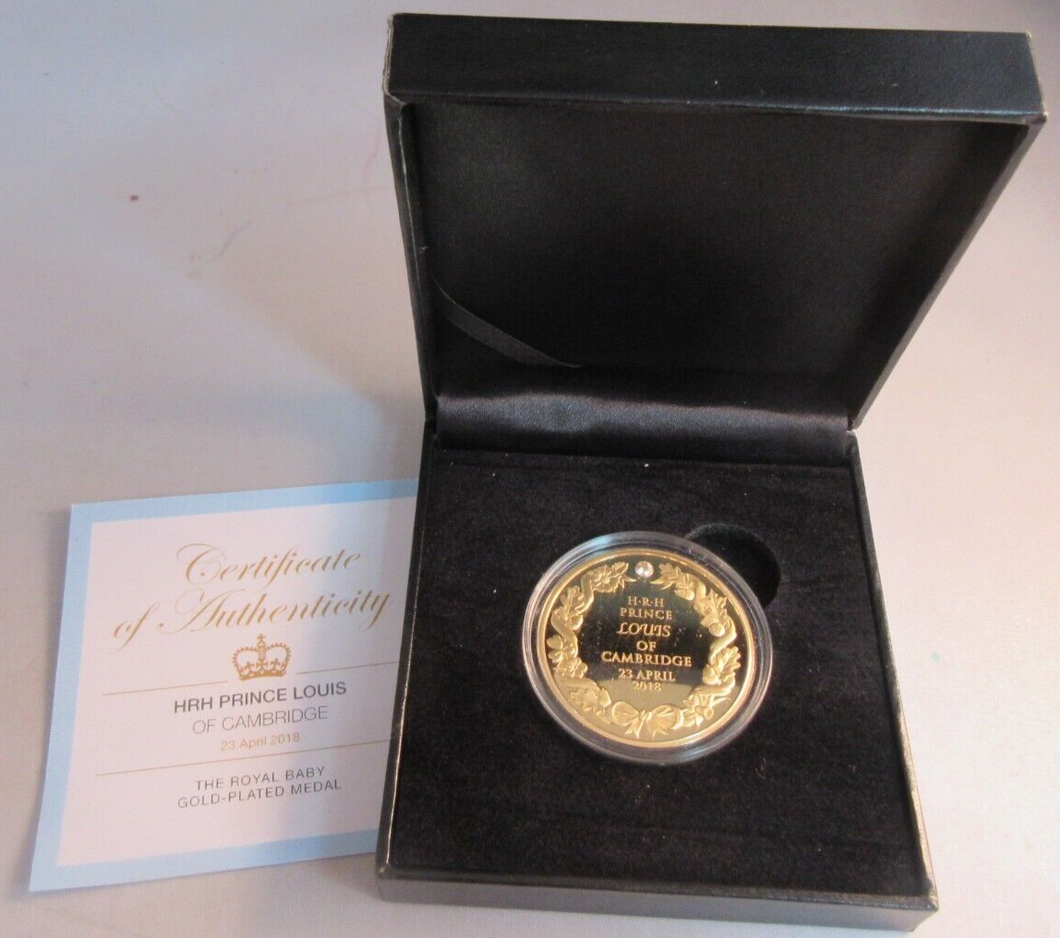 Certificate
of Authenticity
HRH PRINCE LOUIS
OF CAMBRIDGE
23 April 2018
THE ROYAL BABY
GOLD-PLATED MEDAL
H·R·H
PRINCE
LOUIS
OF
CAMBRIDGE
23 APRIL
2018